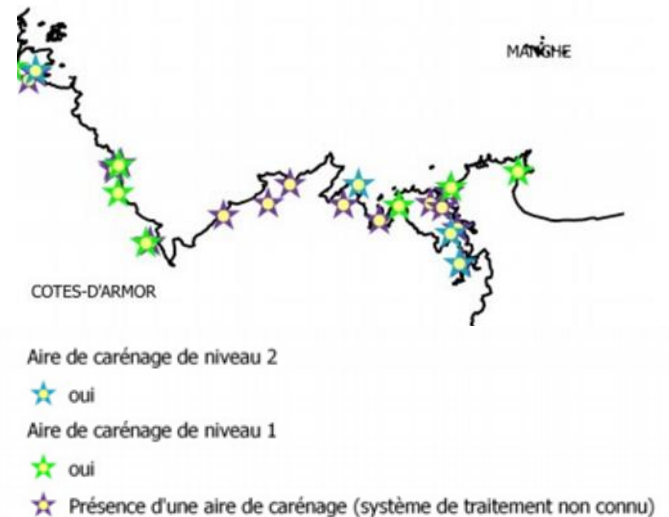 MANCHE
COTES-D'ARMOR
Aire de carénage de niveau 2
oui
Aire de carénage de niveau 1
oui
Présence d'une aire de carénage (système de traitement non connu)